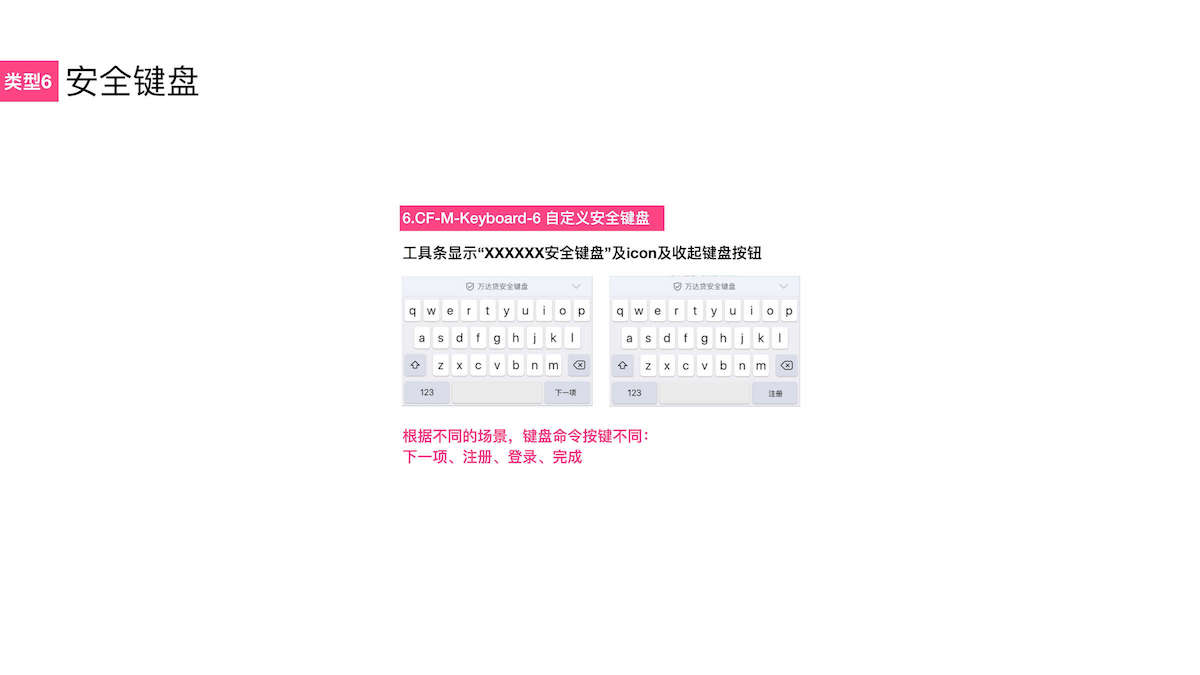 类型6 安全键盘
6.CF-M-Keyboard-6 自定义安全键盘
工具条显示“XXXXXX安全键盘”及icon及收起键盘按钮
万达贷安全键盘
q w e r t y u i o p
a s d f g h j k l
z x c v b n m
123 下一项
万达贷安全键盘
q w e r t y u i o p
a s d f g h j k l
z x c v b n m
123 注册
根据不同的场景，键盘命令按键不同：
下一项、注册、登录、完成